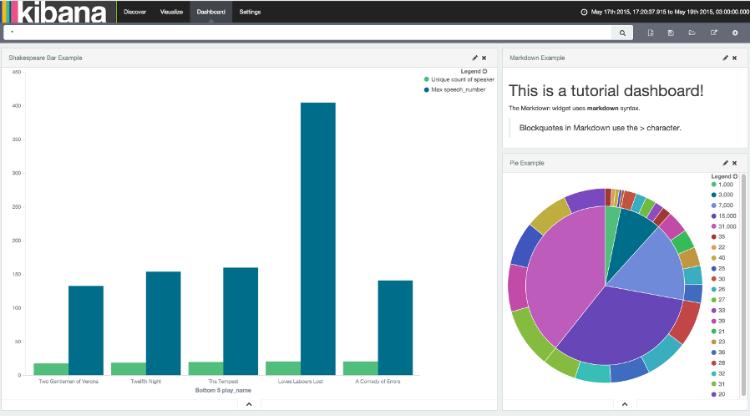 kibana
Discover Visualize Dashboard Settings
May 17th 2015, 17:20:37.915 to May 19th 2015, 03:00:00.000
*
Shakespeare Bar Example
450
400
350
300
250
200
150
100
50
0
Two Gentlemen of Verona
Twelfth Night
The Tempest
Loves Labours Lost
A Comedy of Errors
Bottom 5 play_name
Legend
Unique count of speaker
Max speech_number
Markdown Example
This is a tutorial dashboard!
The Markdown widget uses markdown syntax.
Blockquotes in Markdown use the > character.
Pie Example
Legend
1,000
3,000
7,000
15,000
31,000
35
22
40
25
30
26
27
33
39
21
23
36
28
32
31
20